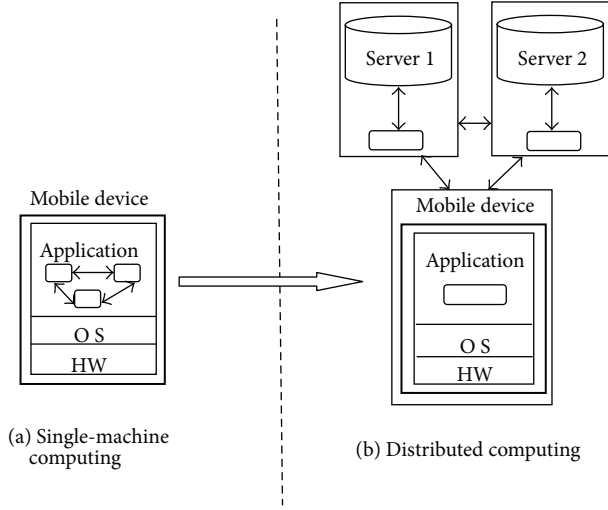 Mobile device
Application
O S
HW
(a) Single-machine
computing
Server 1
Server 2
Mobile device
Application
O S
HW
(b) Distributed computing